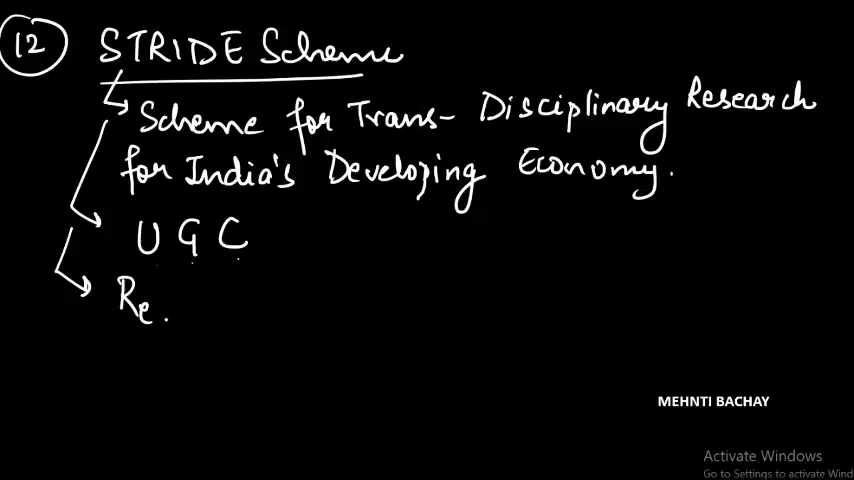 12 STRIDE Scheme
Scheme for Trans- Disciplinary Research
for India's Developing Economy.
U G C
Re
MEHNTI BACHAY
Activate Windows
Go to Settings to activate Wind